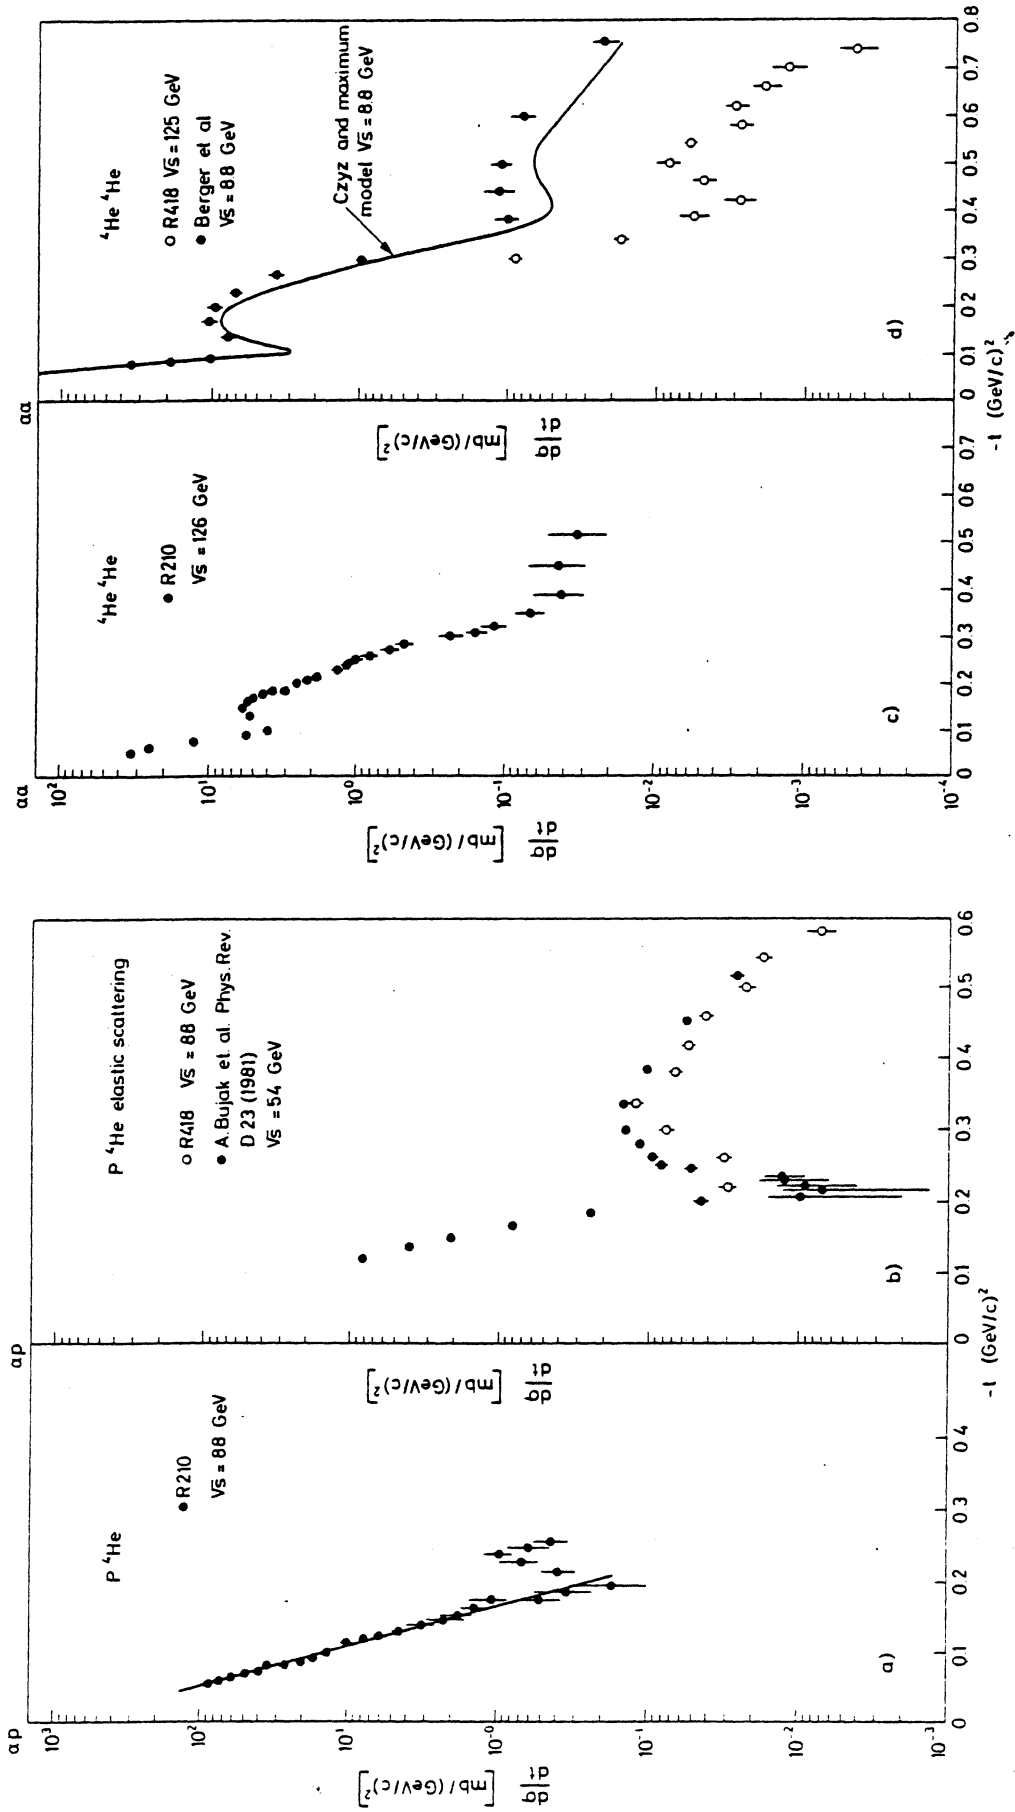 αp
P ⁴He
● R210
√s = 88 GeV
a)
dσ/dt [mb/(GeV/c)²]
10³
10²
10¹
10⁻⁰
10⁻¹
10⁻²
10⁻³
0
0.1
0.2
0.3
0.4
αp
P ⁴He elastic scattering
○ R418 √s = 88 GeV
● A.Bujak et. al. Phys.Rev.
D 23 (1981)
√s = 54 GeV
b)
dσ/dt [mb/(GeV/c)²]
0
0.1
0.2
0.3
0.4
0.5
0.6
-t (GeV/c)²
αα
⁴He ⁴He
● R210
√s = 126 GeV
c)
dσ/dt [mb/(GeV/c)²]
10²
10¹
10⁰
10⁻¹
10⁻²
10⁻³
10⁻⁴
0
0.1
0.2
0.3
0.4
0.5
0.6
0.7
αα
⁴He ⁴He
○ R418 √s = 125 GeV
● Berger et al
√s = 8.8 GeV
Czyz and maximum
model √s = 8.8 GeV
d)
dσ/dt [mb/(GeV/c)²]
0
0.1
0.2
0.3
0.4
0.5
0.6
0.7
0.8
-t (GeV/c)²